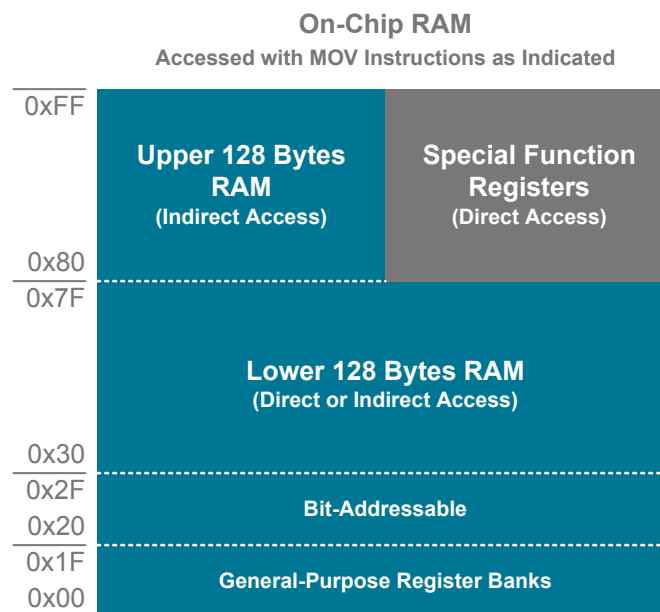 On-Chip RAM
Accessed with MOV Instructions as Indicated
0xFF
Upper 128 Bytes
RAM
(Indirect Access)
Special Function
Registers
(Direct Access)
0x80
0x7F
Lower 128 Bytes RAM
(Direct or Indirect Access)
0x30
0x2F
Bit-Addressable
0x20
0x1F
General-Purpose Register Banks
0x00